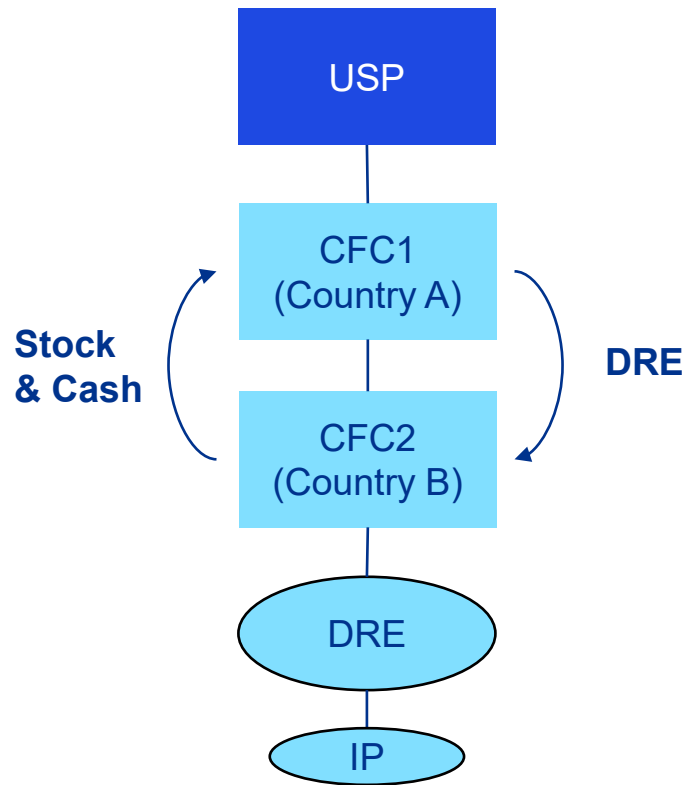 USP
CFC1
(Country A)
Stock
& Cash
DRE
CFC2
(Country B)
DRE
IP